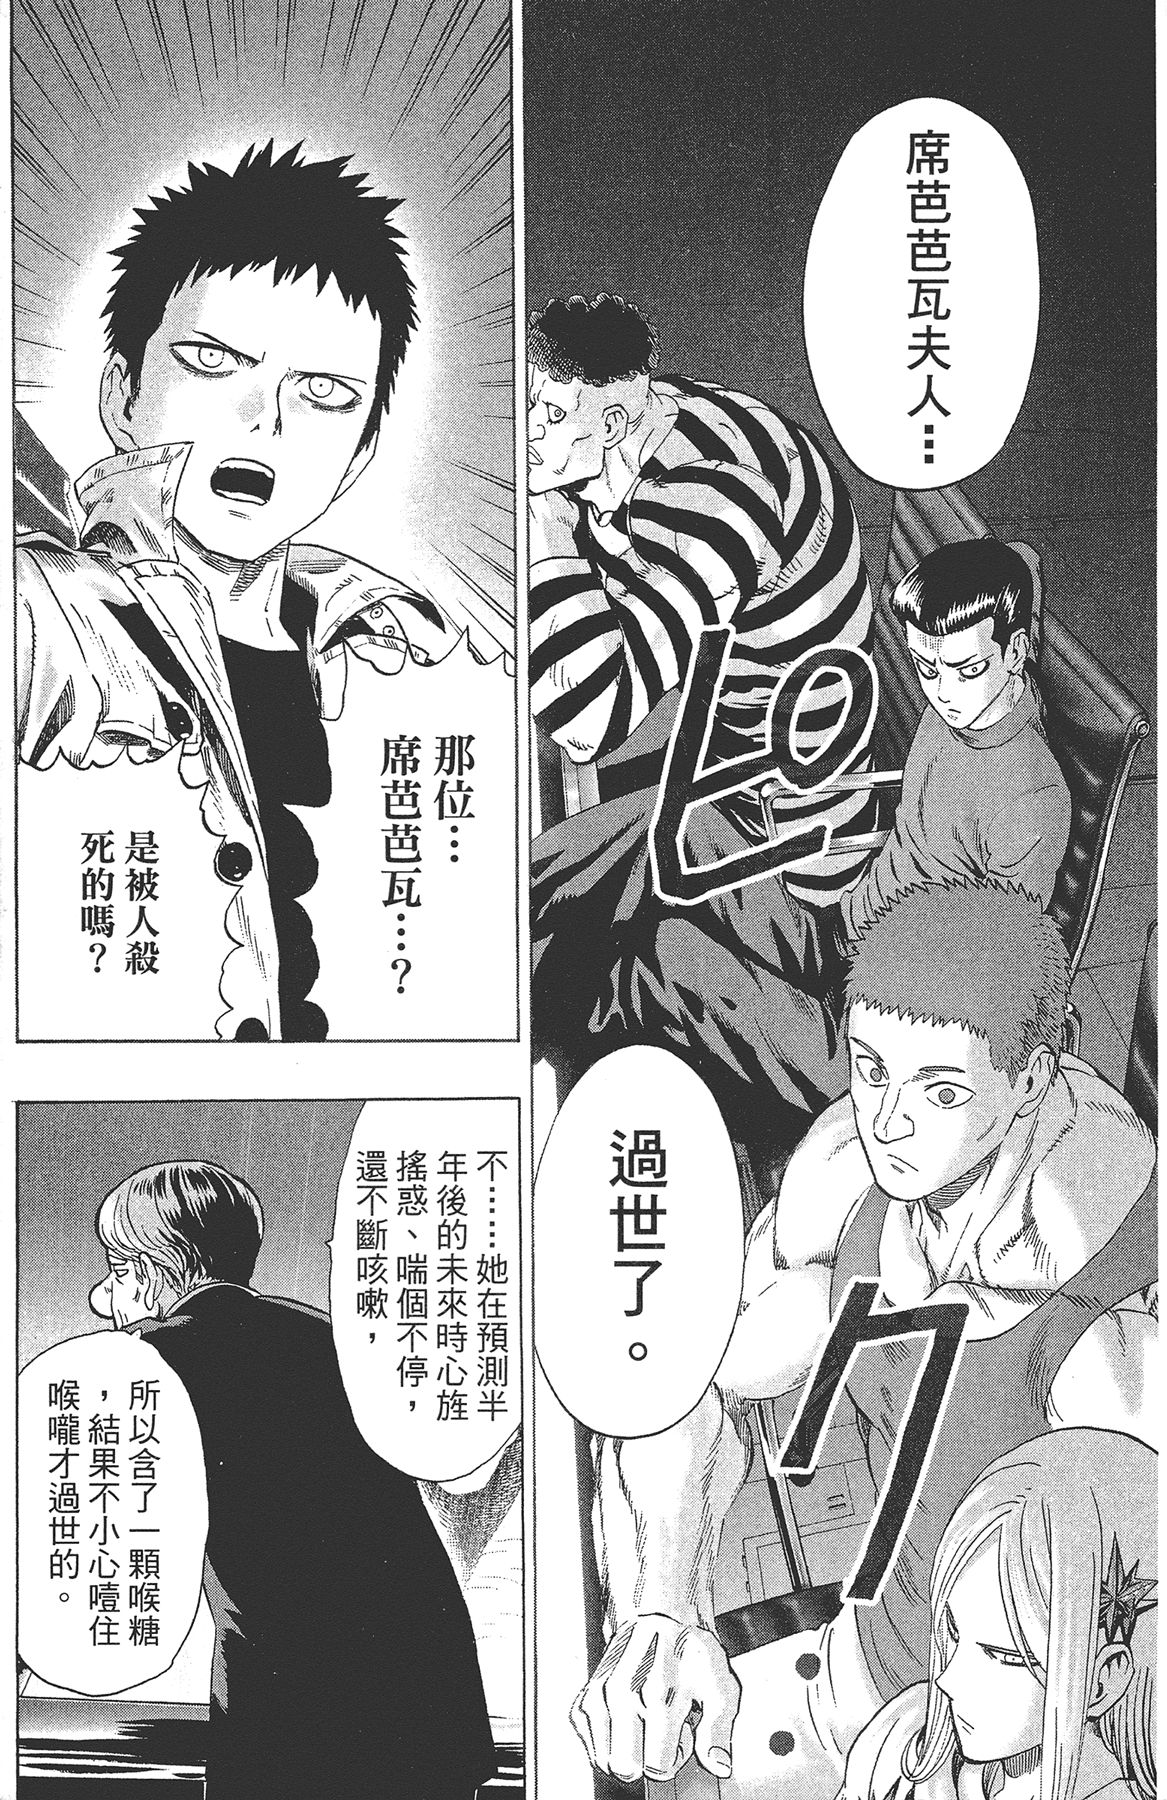 席芭芭瓦夫人…
ピク
過世了。
那位…
席芭芭瓦…？
是被人殺
死的嗎？
不……她在預測半
年後的未來時心旌
搖惑、喘個不停，
還不斷咳嗽，
所以含了一顆喉糖
，結果不小心噎住
喉嚨才過世的。